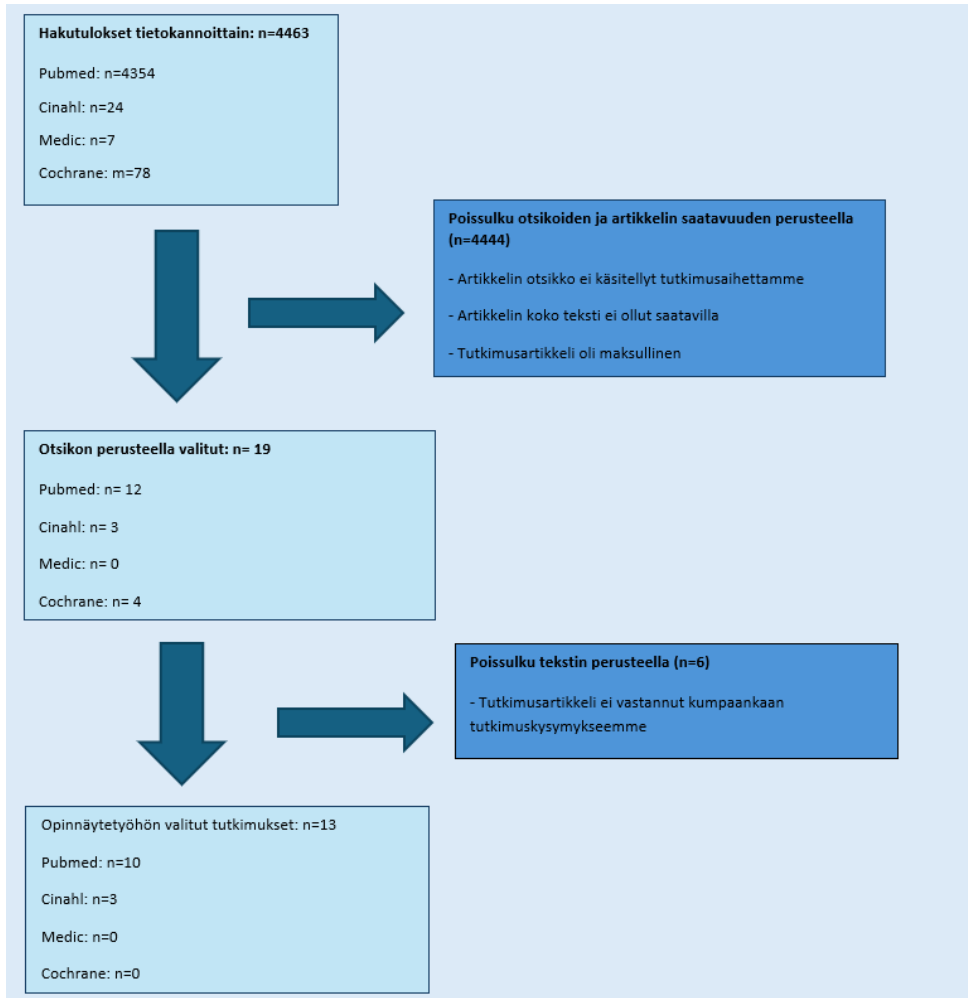 Hakutulokset tietokannoittain: n=4463
Pubmed: n=4354
Cinahl: n=24
Medic: n=7
Cochrane: m=78
Poissulku otsikoiden ja artikkelin saatavuuden perusteella
(n=4444)
- Artikkelin otsikko ei käsitellyt tutkimusaihettamme
- Artikkelin koko teksti ei ollut saatavilla
- Tutkimusartikkeli oli maksullinen
Otsikon perusteella valitut: n= 19
Pubmed: n= 12
Cinahl: n= 3
Medic: n= 0
Cochrane: n= 4
Poissulku tekstin perusteella (n=6)
- Tutkimusartikkeli ei vastannut kumpaankaan
tutkimuskysymykseemme
Opinnäytetyöhön valitut tutkimukset: n=13
Pubmed: n=10
Cinahl: n=3
Medic: n=0
Cochrane: n=0